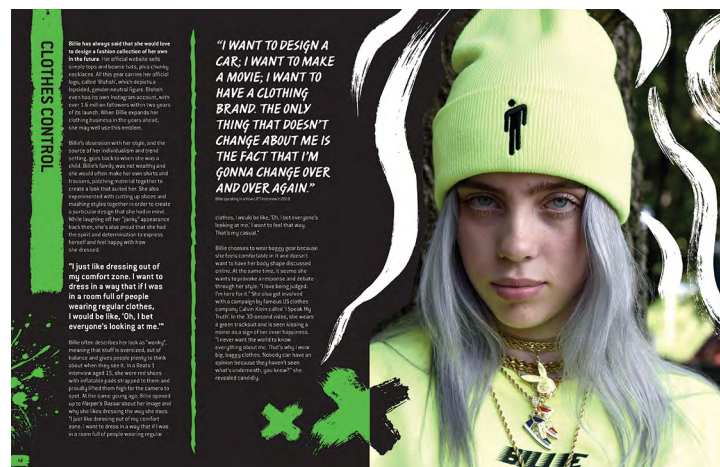 CLOTHES CONTROL
Billie has always said that she would love
to design a fashion collection of her own
in the future. Her official website sells
simple tops and beanie hats, plus chunky
necklaces. All this gear carries her official
logo, called 'Blohsh', which depicts a
lopsided, gender-neutral figure. Blohsh
even has its own Instagram account, with
over 1.6 million followers within two years
of its launch. When Billie expands her
clothing business in the years ahead,
she may well use this emblem.
Billie's obsession with her style, and the
source of her individualism and trend
setting, goes back to when she was a
child. Billie's family was not wealthy and
she would often make her own shirts and
trousers, patching material together to
create a look that suited her. She also
experimented with cutting up shoes and
mashing styles together in order to create
a particular design that she had in mind.
While laughing off her "janky" appearance
back then, she's also proud that she had
the spirit and determination to express
herself and feel happy with how
she dressed.
"I just like dressing out of
my comfort zone. I want to
dress in a way that if I was
in a room full of people
wearing regular clothes,
I would be like, 'Oh, I bet
everyone's looking at me.'"
Billie often describes her look as "wonky",
meaning that stuff is oversized, out of
balance and gives people plenty to think
about when they see it. In a Beats 1
interview aged 15, she wore red shoes
with inflatable pads strapped to them and
proudly lifted them high for the camera to
spot. At the same young age, Billie opened
up to Harper's Bazaar about her image and
why she likes dressing the way she does.
"I just like dressing out of my comfort
zone. I want to dress in a way that if I was
in a room full of people wearing regular
"I WANT TO DESIGN A
CAR; I WANT TO MAKE
A MOVIE; I WANT TO
HAVE A CLOTHING
BRAND. THE ONLY
THING THAT DOESN'T
CHANGE ABOUT ME IS
THE FACT THAT I'M
GONNA CHANGE OVER
AND OVER AGAIN."
Billie speaking in a Vevo LIFT interview in 2018
clothes, I would be like, 'Oh, I bet everyone's
looking at me.' I want to feel that way.
That's my casual."
Billie chooses to wear baggy gear because
she feels comfortable in it and doesn't
want to have her body shape discussed
online. At the same time, it seems she
wants to provoke a response and debate
through her style. "I love being judged.
I'm here for it." She also got involved
with a campaign by famous US clothes
company Calvin Klein called 'I Speak My
Truth'. In the 30-second video, she wears
a green tracksuit and is seen kissing a
mirror as a sign of her inner happiness.
"I never want the world to know
everything about me. That's why I wear
big, baggy clothes. Nobody can have an
opinion because they haven't seen
what's underneath, you know?" she
revealed candidly.
BILLIE